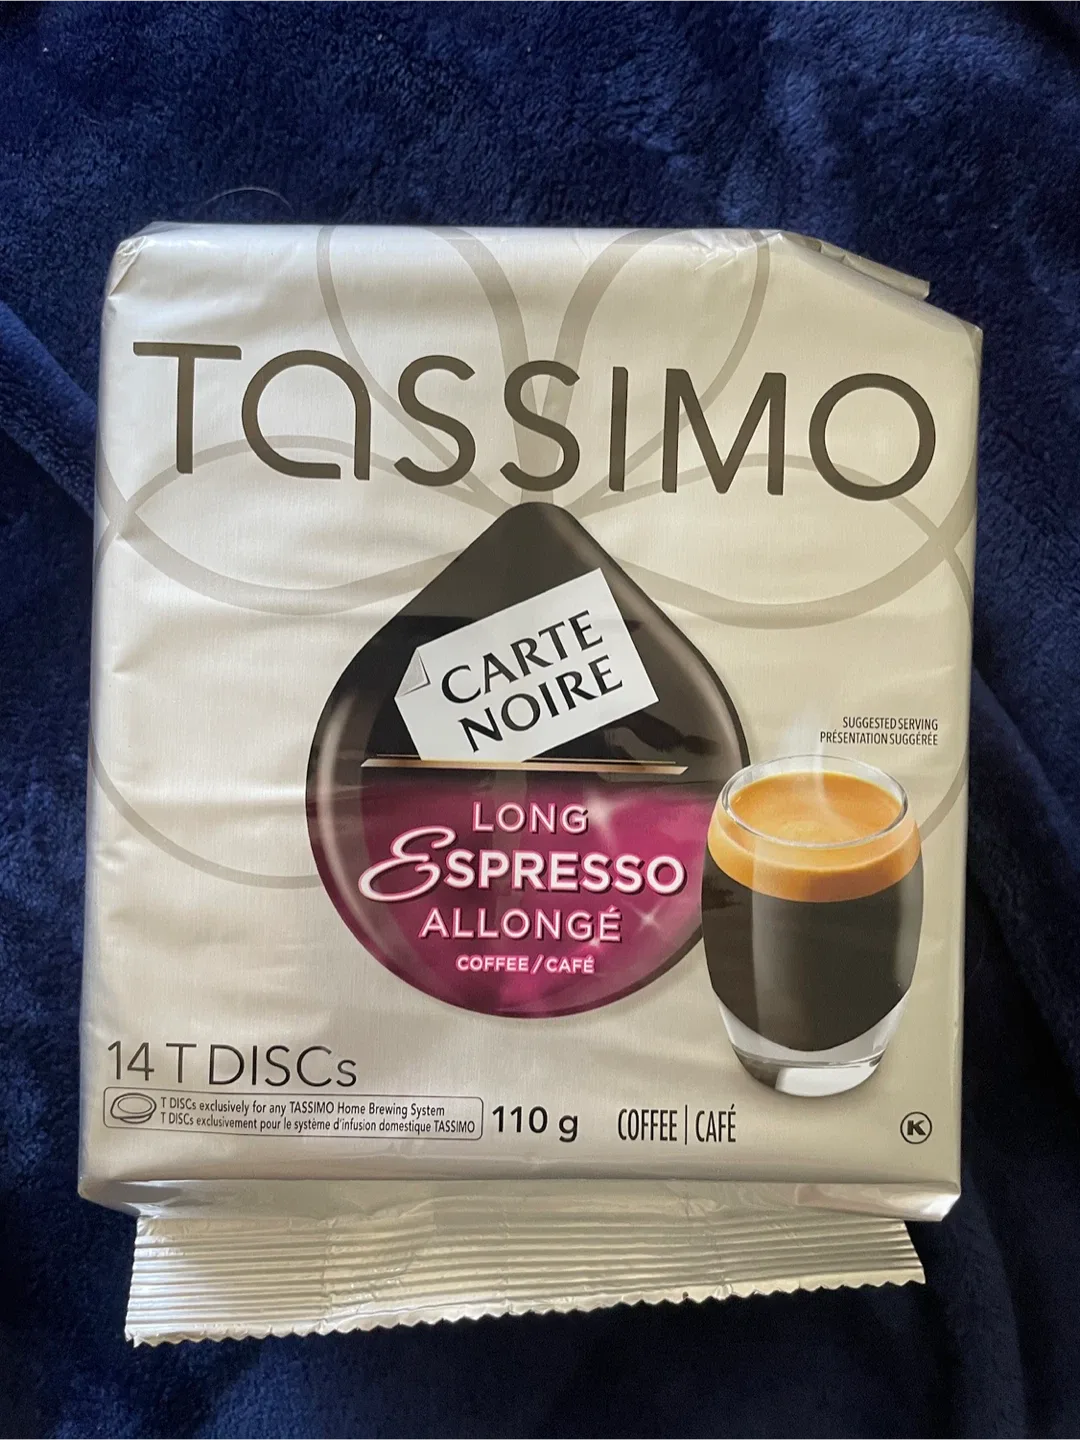 TASSIMO
CARTE
NOIRE
SUGGESTED SERVING
PRÉSENTATION SUGGÉRÉE
LONG
ESPRESSO
ALLONGÉ
COFFEE/CAFÉ
14 T DISCs
T DISCs exclusively for any TASSIMO Home Brewing System
T DISCs exclusivement pour le système d'infusion domestique TASSIMO
110 g
COFFEE | CAFÉ
K